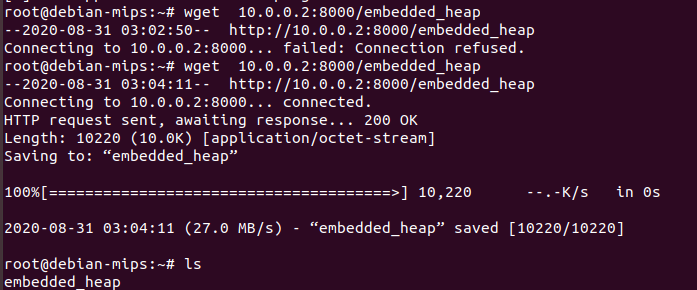 root@debian-mips:~# wget  10.0.0.2:8000/embedded_heap
--2020-08-31 03:02:50--  http://10.0.0.2:8000/embedded_heap
Connecting to 10.0.0.2:8000... failed: Connection refused.
root@debian-mips:~# wget  10.0.0.2:8000/embedded_heap
--2020-08-31 03:04:11--  http://10.0.0.2:8000/embedded_heap
Connecting to 10.0.0.2:8000... connected.
HTTP request sent, awaiting response... 200 OK
Length: 10220 (10.0K) [application/octet-stream]
Saving to: “embedded_heap”
100%[======================================>] 10,220      --.-K/s   in 0s
2020-08-31 03:04:11 (27.0 MB/s) - “embedded_heap” saved [10220/10220]
root@debian-mips:~# ls
embedded_heap